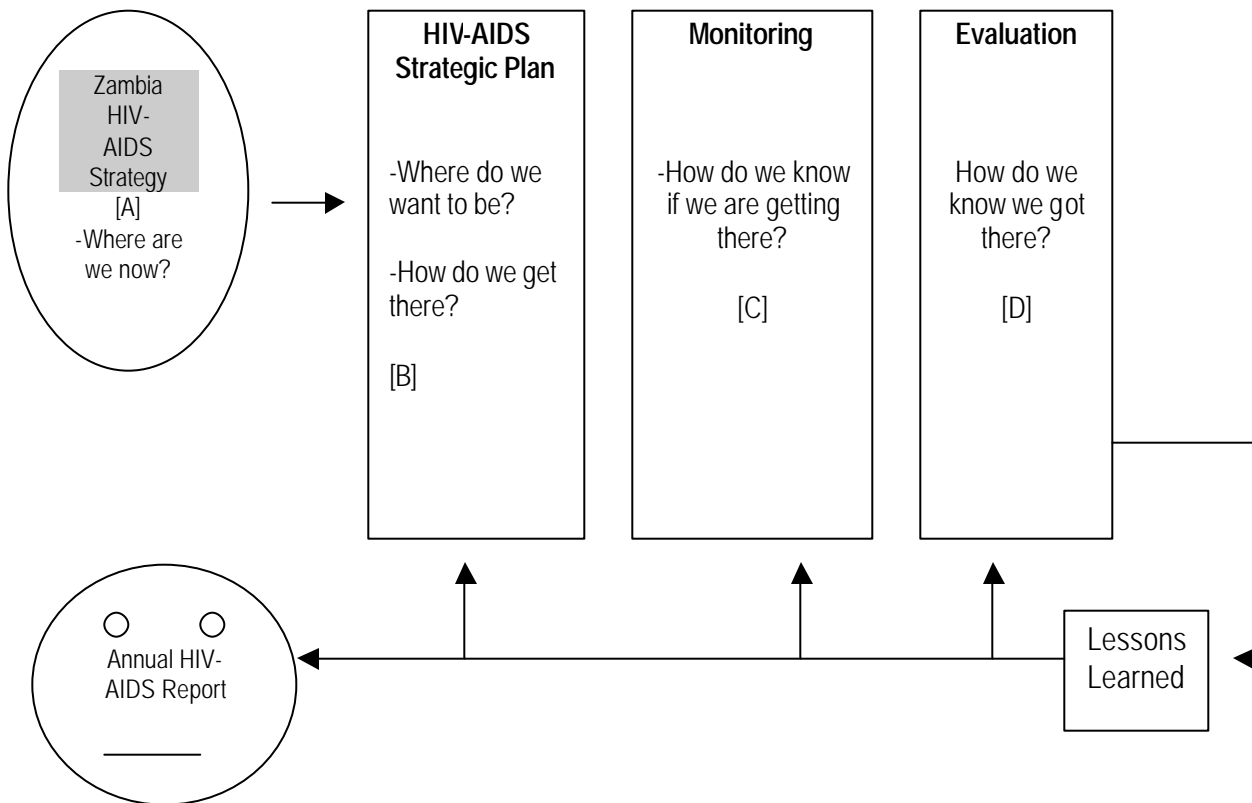 Zambia
HIV-
AIDS
Strategy
[A]
-Where are
we now?
HIV-AIDS
Strategic Plan
-Where do we
want to be?
-How do we get
there?
[B]
Monitoring
-How do we know
if we are getting
there?
[C]
Evaluation
How do we
know we got
there?
[D]
Annual HIV-
AIDS Report
Lessons
Learned